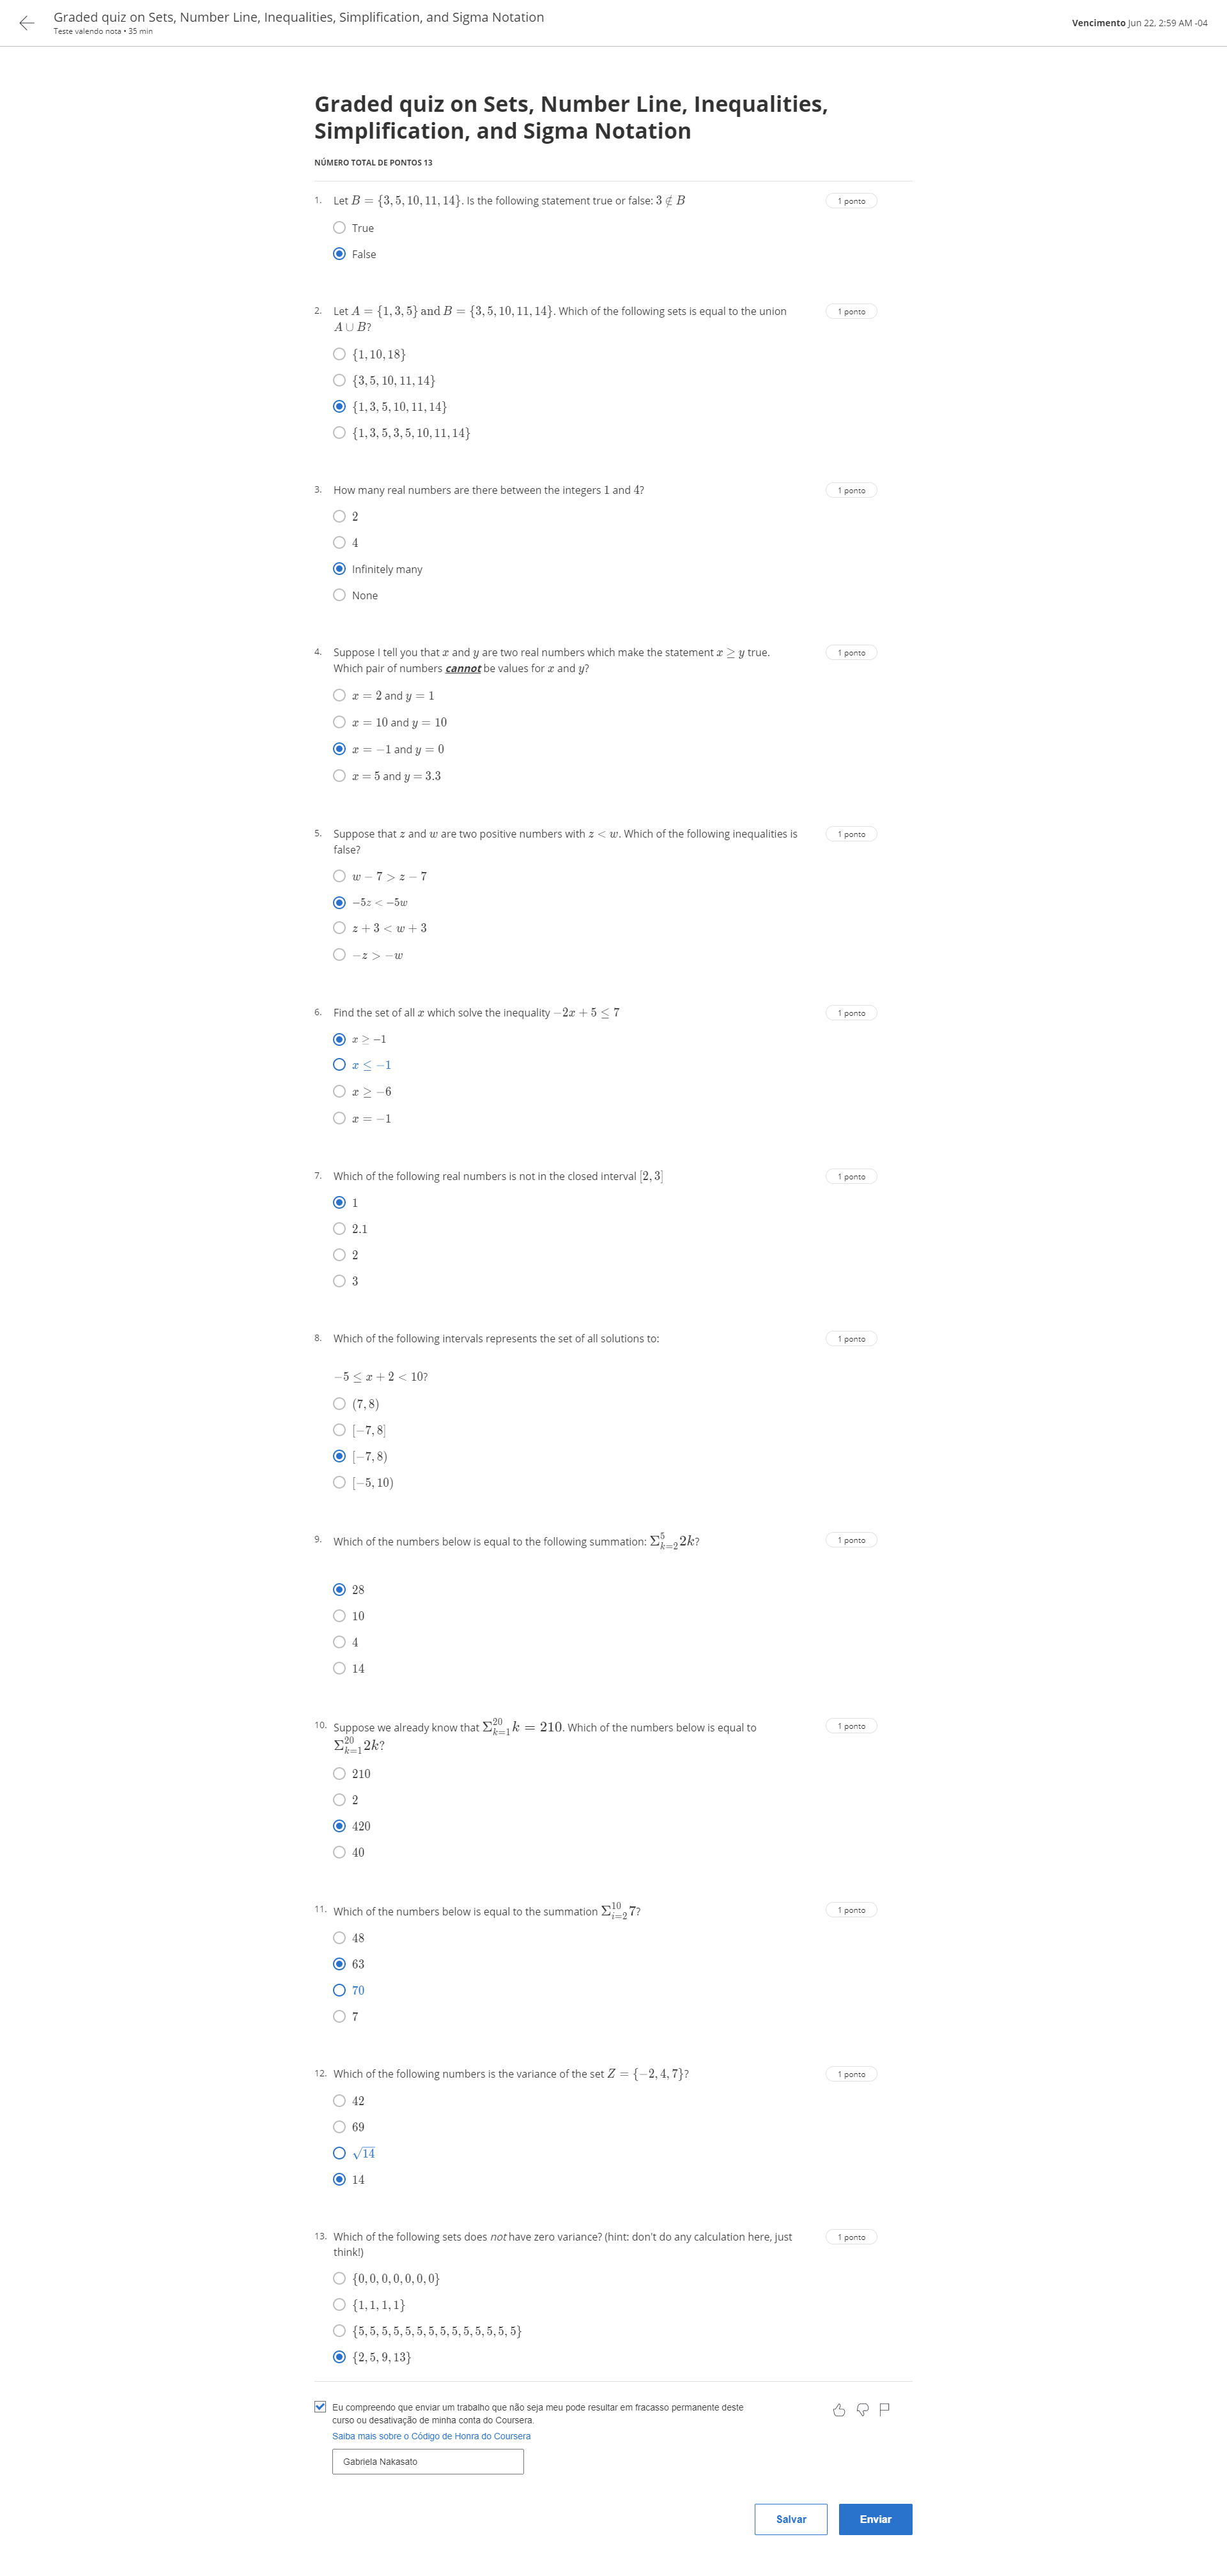 Graded quiz on Sets, Number Line, Inequalities, Simplification, and Sigma Notation
Teste valendo nota • 35 min
Vencimento Jun 22, 2:59 AM -04
Graded quiz on Sets, Number Line, Inequalities,
Simplification, and Sigma Notation
NÚMERO TOTAL DE PONTOS 13
1. Let B = {3, 5, 10, 11, 14}. Is the following statement true or false: 3 ∉ B
1 ponto
True
False
2. Let A = {1, 3, 5} and B = {3, 5, 10, 11, 14}. Which of the following sets is equal to the union
A ∪ B?
1 ponto
{1, 10, 18}
{3, 5, 10, 11, 14}
{1, 3, 5, 10, 11, 14}
{1, 3, 5, 3, 5, 10, 11, 14}
3. How many real numbers are there between the integers 1 and 4?
1 ponto
2
4
Infinitely many
None
4. Suppose I tell you that x and y are two real numbers which make the statement x ≥ y true.
Which pair of numbers cannot be values for x and y?
1 ponto
x = 2 and y = 1
x = 10 and y = 10
x = −1 and y = 0
x = 5 and y = 3.3
5. Suppose that z and w are two positive numbers with z < w. Which of the following inequalities is
false?
1 ponto
w − 7 > z − 7
−5z < −5w
z + 3 < w + 3
−z > −w
6. Find the set of all x which solve the inequality −2x + 5 ≤ 7
1 ponto
x ≥ −1
x ≤ −1
x ≥ −6
x = −1
7. Which of the following real numbers is not in the closed interval [2, 3]
1 ponto
1
2.1
2
3
8. Which of the following intervals represents the set of all solutions to:
1 ponto
−5 ≤ x + 2 < 10?
(7, 8)
[−7, 8]
[−7, 8)
[−5, 10)
9. Which of the numbers below is equal to the following summation: Σ_{k=2}^{5} 2k?
1 ponto
28
10
4
14
10. Suppose we already know that Σ_{k=1}^{20} k = 210. Which of the numbers below is equal to
Σ_{k=1}^{20} 2k?
1 ponto
210
2
420
40
11. Which of the numbers below is equal to the summation Σ_{i=2}^{10} 7?
1 ponto
48
63
70
7
12. Which of the following numbers is the variance of the set Z = {−2, 4, 7}?
1 ponto
42
69
√14
14
13. Which of the following sets does not have zero variance? (hint: don't do any calculation here, just
think!)
1 ponto
{0, 0, 0, 0, 0, 0, 0}
{1, 1, 1, 1}
{5, 5, 5, 5, 5, 5, 5, 5, 5, 5, 5, 5, 5, 5}
{2, 5, 9, 13}
Eu compreendo que enviar um trabalho que não seja meu pode resultar em fracasso permanente deste
curso ou desativação de minha conta do Coursera.
Saiba mais sobre o Código de Honra do Coursera
Gabriela Nakasato
Salvar
Enviar